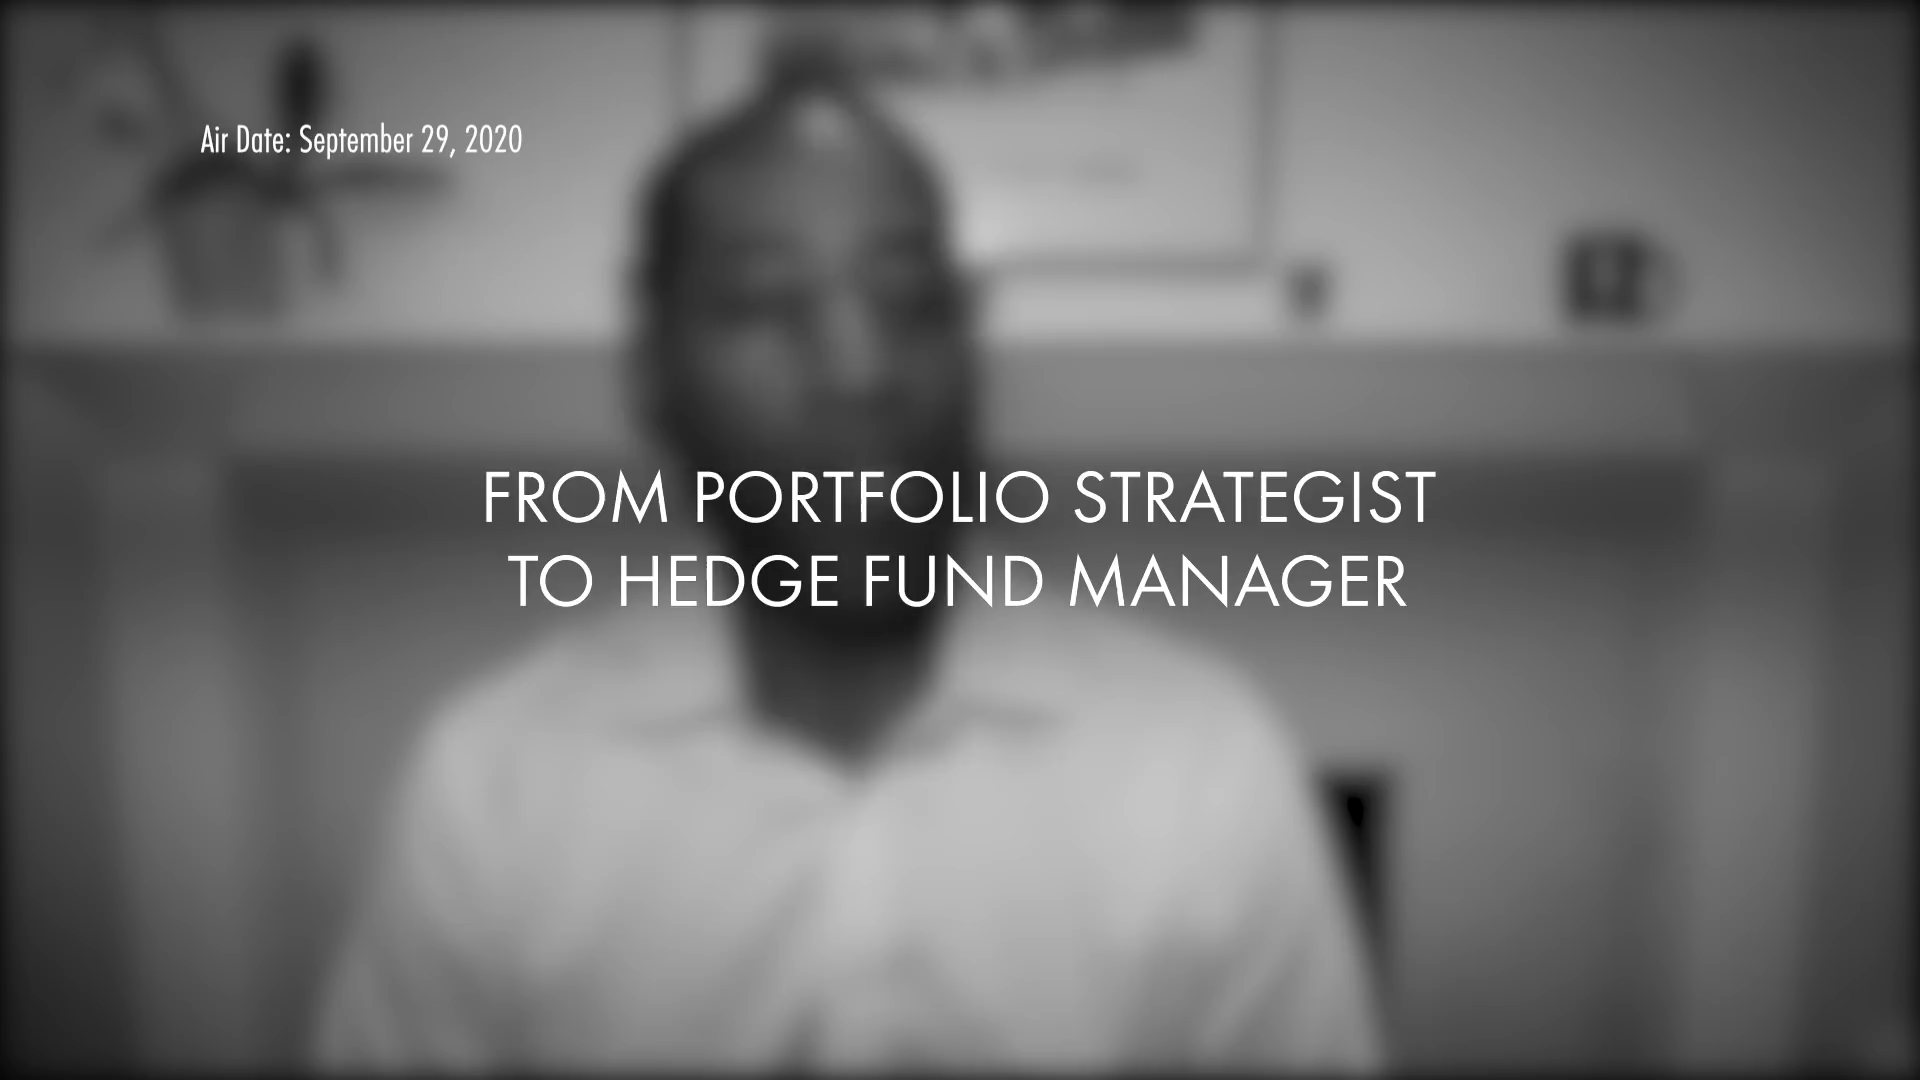 Air Date: September 29, 2020
FROM PORTFOLIO STRATEGIST
TO HEDGE FUND MANAGER